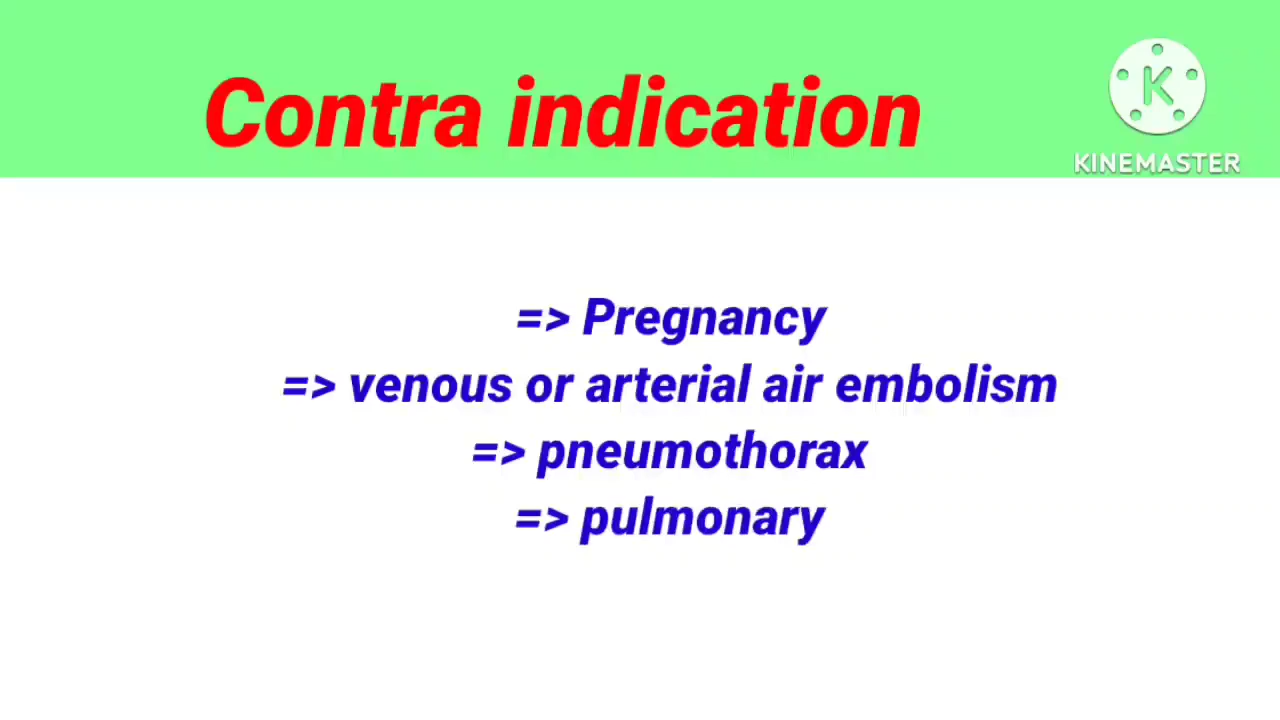 Contra indication
K
KINEMASTER
=> Pregnancy
=> venous or arterial air embolism
=> pneumothorax
=> pulmonary